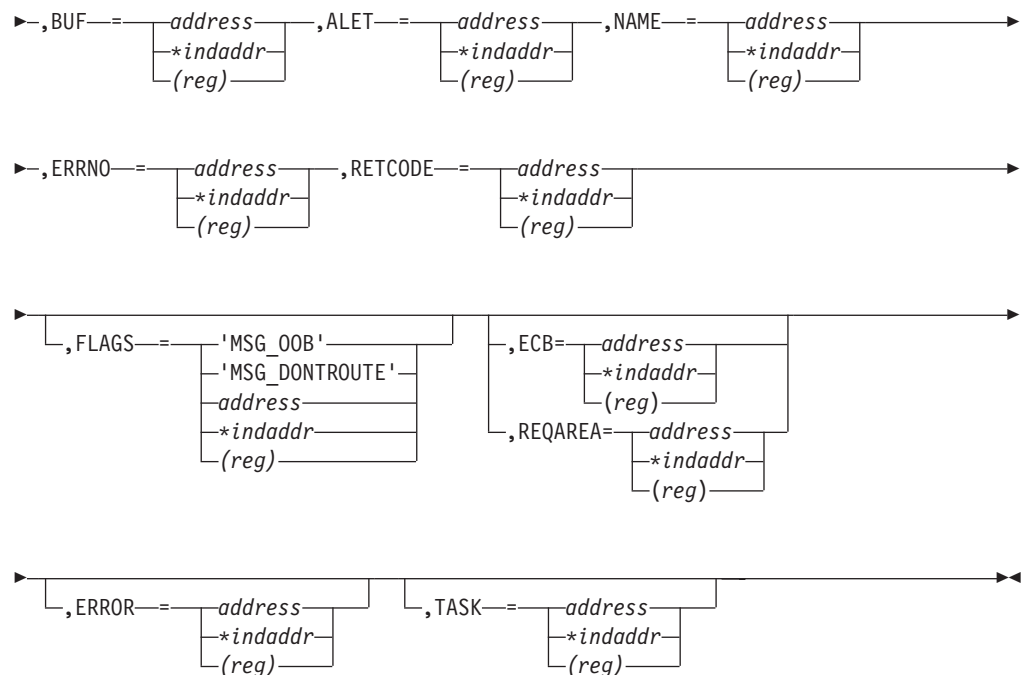 ,BUF = address ,ALET= address ,NAME = address
*indaddr *indaddr *indaddr
(reg) (reg) (reg)
,ERRNO = address ,RETCODE = address
*indaddr *indaddr
(reg) (reg)
,FLAGS = 'MSG_OOB' ,ECB= address
'MSG_DONTROUTE' *indaddr
address (reg)
*indaddr ,REQAREA= address
(reg) *indaddr
(reg)
,ERROR = address ,TASK = address
*indaddr *indaddr
(reg) (reg)